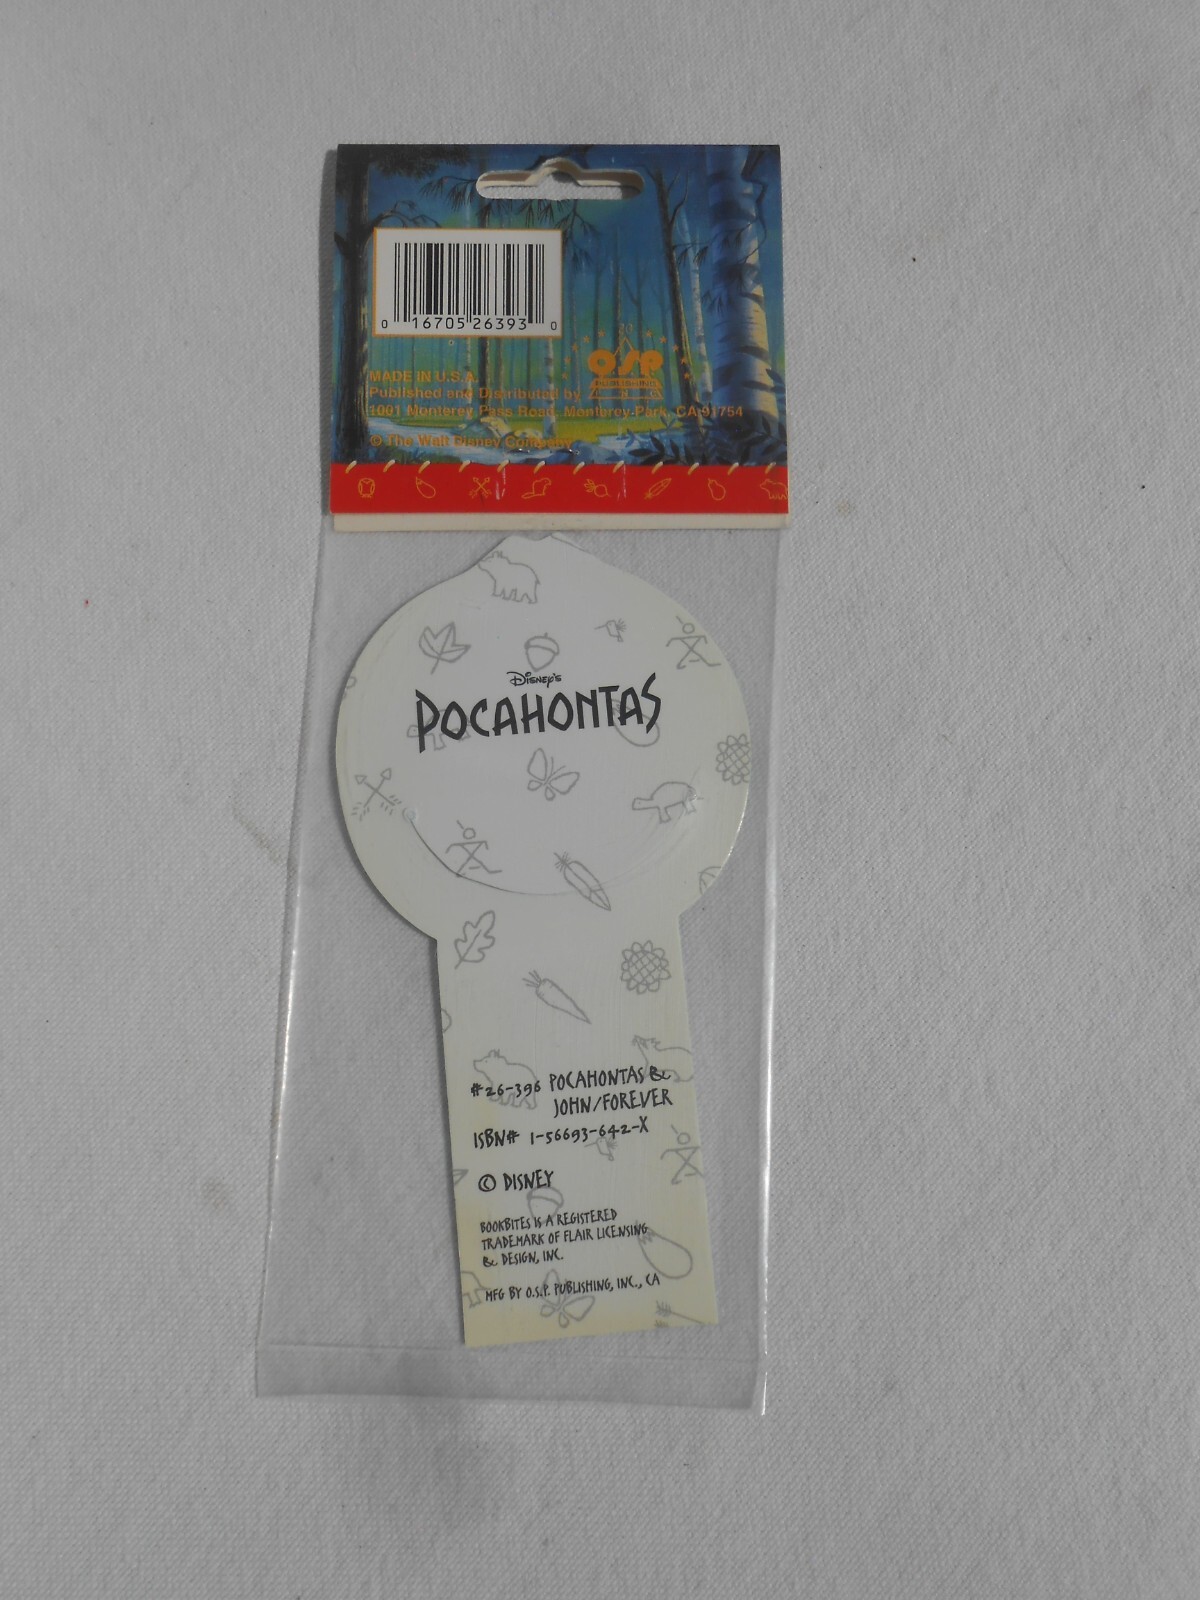 0 16705 26393 0
OSP
PUBLISHING
MADE IN U.S.A.
Published and Distributed by
1001 Monterey Pass Road, Monterey Park, CA 91754
© The Walt Disney Company
DISNEY'S
POCAHONTAS
#26-396 POCAHONTAS &
JOHN/FOREVER
ISBN# 1-56693-642-X
© DISNEY
BOOKBITES IS A REGISTERED
TRADEMARK OF FLAIR LICENSING
& DESIGN, INC.
MFG BY O.S.P. PUBLISHING, INC., CA